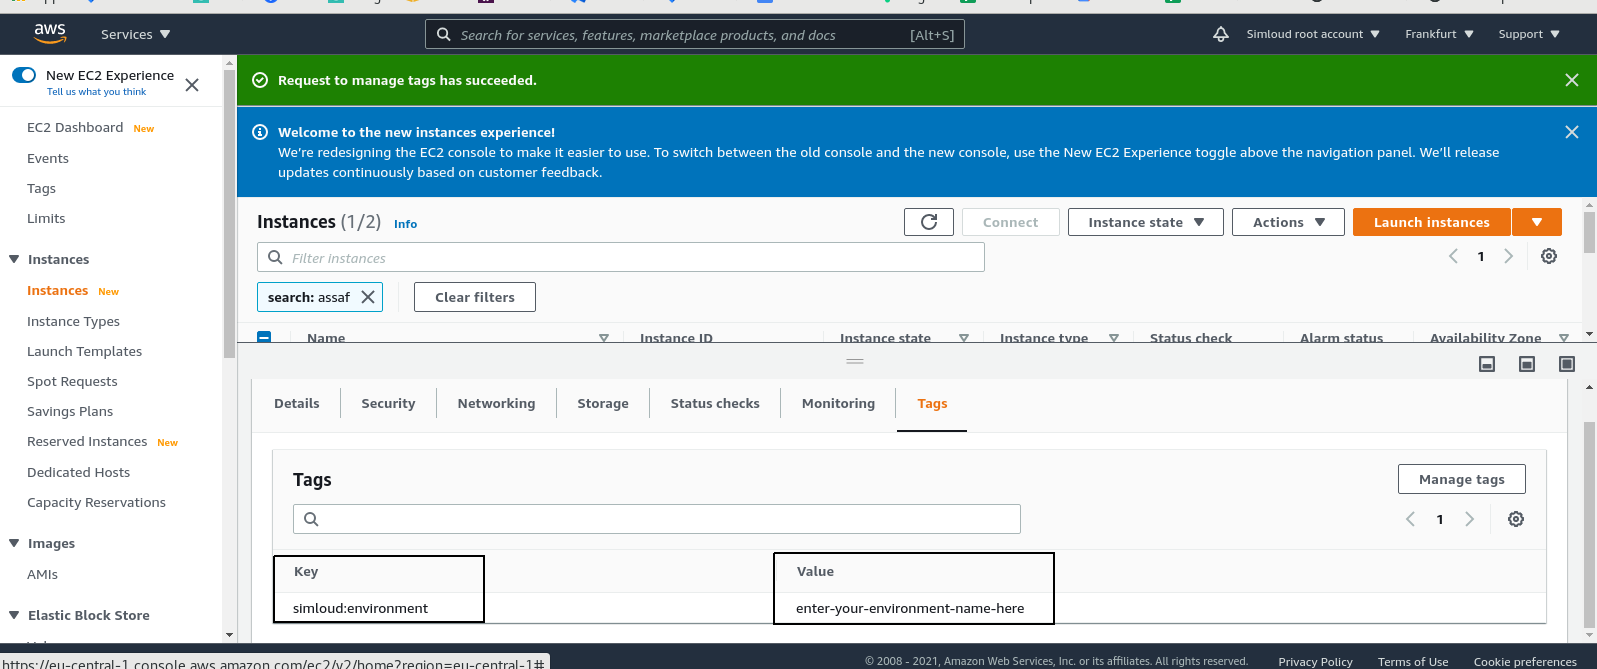 aws
Services
Search for services, features, marketplace products, and docs
[Alt+S]
Simloud root account
Frankfurt
Support
New EC2 Experience
Tell us what you think
EC2 Dashboard New
Events
Tags
Limits
Instances
Instances New
Instance Types
Launch Templates
Spot Requests
Savings Plans
Reserved Instances New
Dedicated Hosts
Capacity Reservations
Images
AMIs
Elastic Block Store
Request to manage tags has succeeded.
Welcome to the new instances experience!
We're redesigning the EC2 console to make it easier to use. To switch between the old console and the new console, use the New EC2 Experience toggle above the navigation panel. We'll release
updates continuously based on customer feedback.
Instances (1/2) Info
Connect
Instance state
Actions
Launch instances
Filter instances
1
search: assaf
Clear filters
Name
Instance ID
Instance state
Instance type
Status check
Alarm status
Availability Zone
Details
Security
Networking
Storage
Status checks
Monitoring
Tags
Tags
Manage tags
1
Key
Value
simloud:environment
enter-your-environment-name-here
https://eu-central-1.console.aws.amazon.com/ec2/v2/home?region=eu-central-1#
© 2008 - 2021, Amazon Web Services, Inc. or its affiliates. All rights reserved.
Privacy Policy
Terms of Use
Cookie preferences